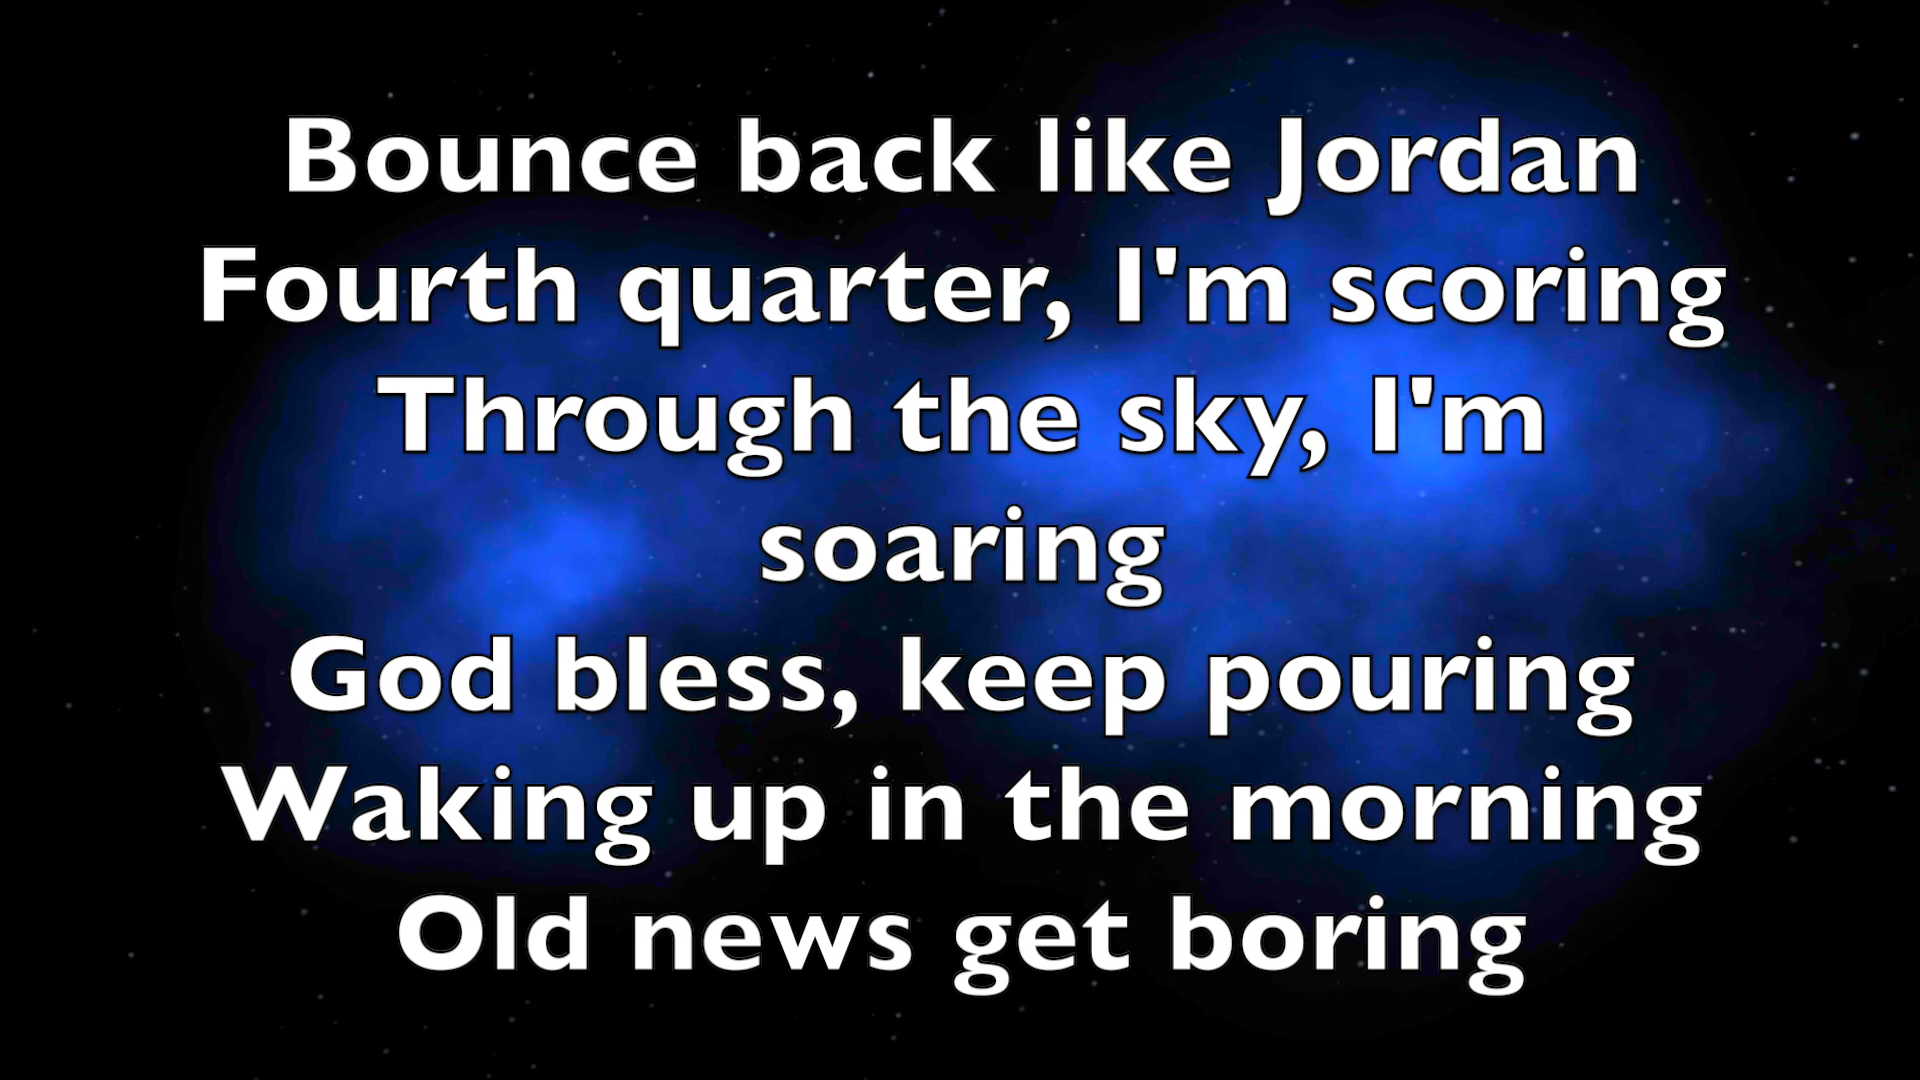 Bounce back like Jordan
Fourth quarter, I'm scoring
Through the sky, I'm
soaring
God bless, keep pouring
Waking up in the morning
Old news get boring